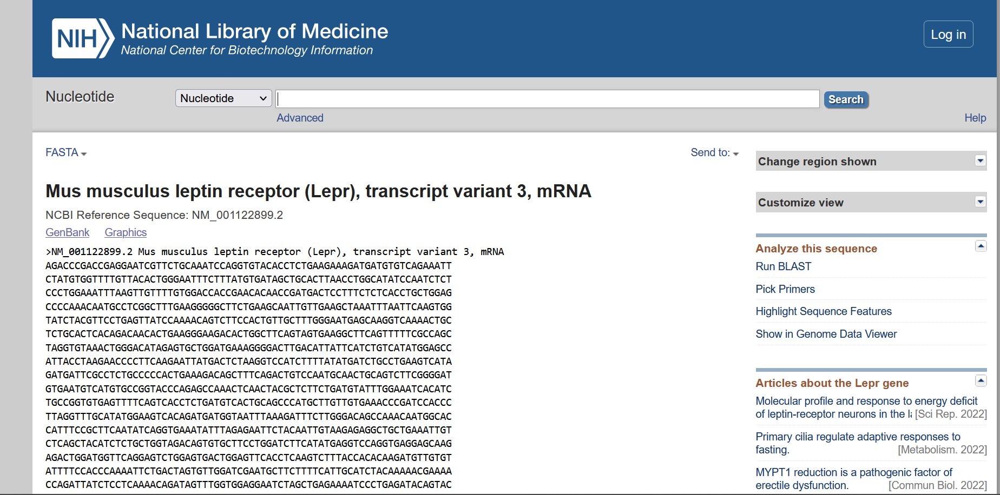 NIH National Library of Medicine
National Center for Biotechnology Information
Log in
Nucleotide
Nucleotide
Search
Advanced
Help
FASTA
Send to:
Mus musculus leptin receptor (Lepr), transcript variant 3, mRNA
NCBI Reference Sequence: NM_001122899.2
GenBank Graphics
>NM_001122899.2 Mus musculus leptin receptor (Lepr), transcript variant 3, mRNA
AGACCCGACCGAGGAATCGTTCTGCAAATCCAGGTGTACACCTCTGAAGAAAGATGATGTGTCAGAAATT
CTATGTGGTTTTGTTACACTGGGAATTTCTTTATGTGATAGCTGCACTTAACCTGGCATATCCAATCTCT
CCCTGGAAATTTAAGTTGTTTTGTGGACCACCGAACACAACCGATGACTCCTTTCTCTCACCTGCTGGAG
CCCCAAACAATGCCTCGGCTTTGAAGGGGGCTTCTGAAGCAATTGTTGAAGCTAAATTTAATTCAAGTGG
TATCTACGTTCCTGAGTTATCCAAAACAGTCTTCCACTGTTGCTTTGGGAATGAGCAAGGTCAAAACTGC
TCTGCACTCACAGACAACACTGAAGGGAAGACACTGGCTTCAGTAGTGAAGGCTTCAGTTTTTCGCCAGC
TAGGTGTAAACTGGGACATAGAGTGCTGGATGAAAGGGGACTTGACATTATTCATCTGTCATATGGAGCC
ATTACCTAAGAACCCCTTCAAGAATTATGACTCTAAGGTCCATCTTTTATATGATCTGCCTGAAGTCATA
GATGATTCGCCTCTGCCCCCACTGAAAGACAGCTTTCAGACTGTCCAATGCAACTGCAGTCTTCGGGGAT
GTGAATGTCATGTGCCGGTACCCAGAGCCAAACTCAACTACGCTCTTCTGATGTATTTGGAAATCACATC
TGCCGGTGTGAGTTTTCAGTCACCTCTGATGTCACTGCAGCCCATGCTTGTTGTGAAACCCGATCCACCC
TTAGGTTTGCATATGGAAGTCACAGATGATGGTAATTTAAAGATTTCTTGGGACAGCCAAACAATGGCAC
CATTTCCGCTTCAATATCAGGTGAAATATTTAGAGAATTCTACAATTGTAAGAGAGGCTGCTGAAATTGT
CTCAGCTACATCTCTGCTGGTAGACAGTGTGCTTCCTGGATCTTCATATGAGGTCCAGGTGAGGAGCAAG
AGACTGGATGGTTCAGGAGTCTGGAGTGACTGGAGTTCACCTCAAGTCTTTACCACACAAGATGTTGTGT
ATTTTCCACCCAAAATTCTGACTAGTGTTGGATCGAATGCTTCTTTTCATTGCATCTACAAAAACGAAAA
CCAGATTATCTCCTCAAAACAGATAGTTTGGTGGAGGAATCTAGCTGAGAAAATCCCTGAGATACAGTAC
Change region shown
Customize view
Analyze this sequence
Run BLAST
Pick Primers
Highlight Sequence Features
Show in Genome Data Viewer
Articles about the Lepr gene
Molecular profile and response to energy deficit
of leptin-receptor neurons in the [Sci Rep. 2022]
Primary cilia regulate adaptive responses to
fasting. [Metabolism. 2022]
MYPT1 reduction is a pathogenic factor of
erectile dysfunction. [Commun Biol. 2022]